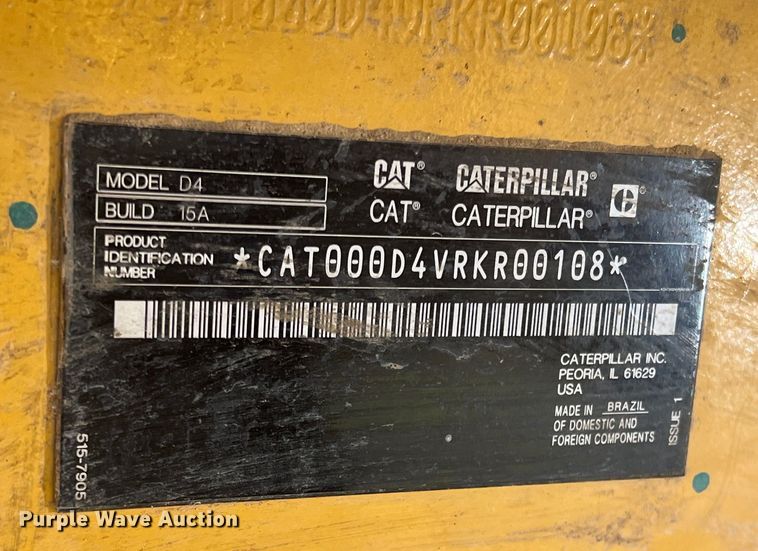 CAT000D4VRKR00108*
MODEL D4
BUILD 15A
CAT® CATERPILLAR® C ®
CAT® CATERPILLAR®
PRODUCT
IDENTIFICATION
NUMBER
*CAT000D4VRKR00108*
CATERPILLAR INC.
PEORIA, IL 61629
USA
MADE IN BRAZIL
OF DOMESTIC AND
FOREIGN COMPONENTS
ISSUE 1
515-7905
Purple Wave Auction